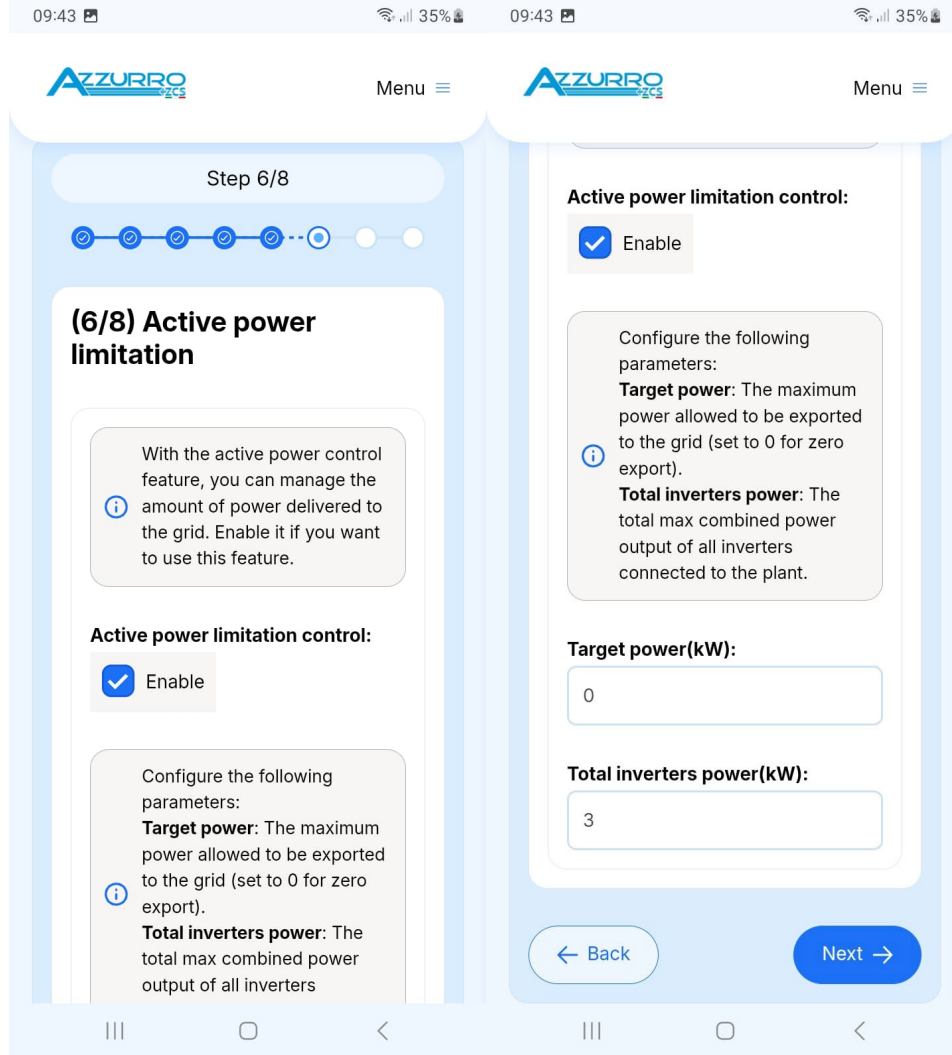 09:43
35%
AZZURRO
ZCS
Menu
Step 6/8
(6/8) Active power
limitation
With the active power control
feature, you can manage the
amount of power delivered to
the grid. Enable it if you want
to use this feature.
Active power limitation control:
Enable
Configure the following
parameters:
Target power: The maximum
power allowed to be exported
to the grid (set to 0 for zero
export).
Total inverters power: The
total max combined power
output of all inverters
09:43
35%
AZZURRO
ZCS
Menu
Active power limitation control:
Enable
Configure the following
parameters:
Target power: The maximum
power allowed to be exported
to the grid (set to 0 for zero
export).
Total inverters power: The
total max combined power
output of all inverters
connected to the plant.
Target power(kW):
0
Total inverters power(kW):
3
Back
Next